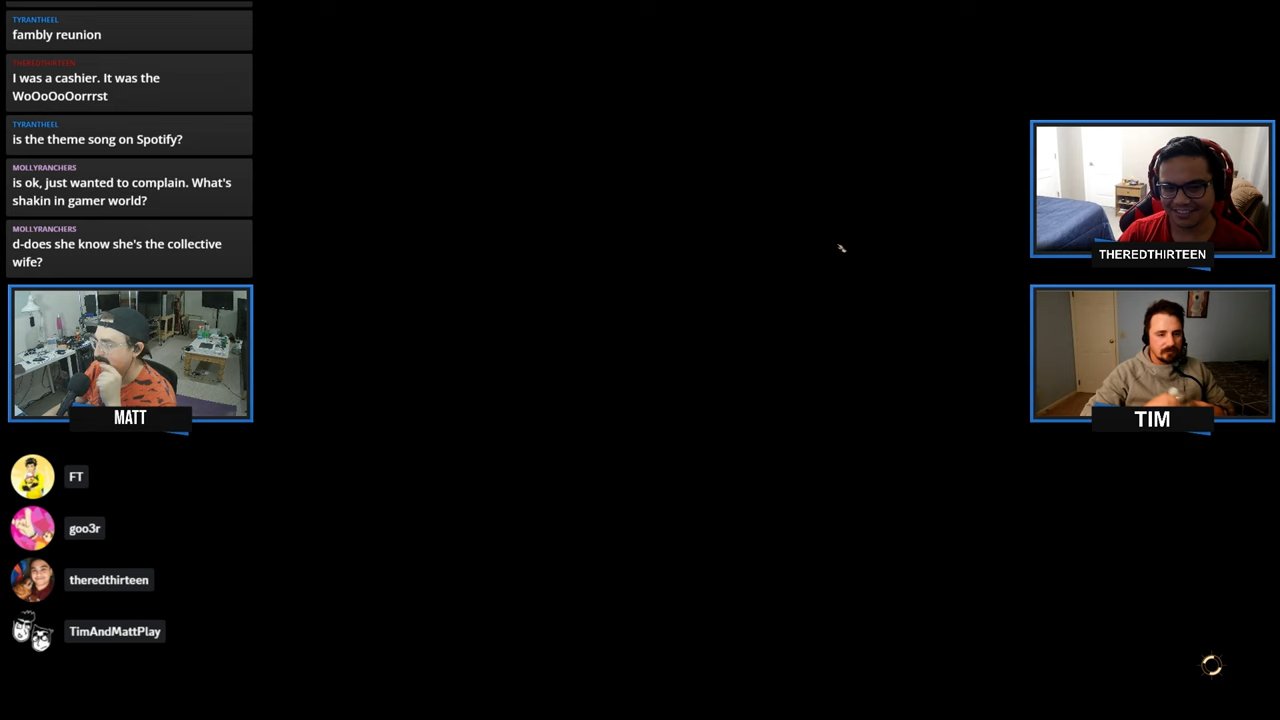 TYRANTHEEL
fambly reunion
THEREDTHIRTEEN
I was a cashier. It was the
WoOoOoOorrrst
TYRANTHEEL
is the theme song on Spotify?
MOLLYRANCHERS
is ok, just wanted to complain. What's
shakin in gamer world?
MOLLYRANCHERS
d-does she know she's the collective
wife?
THEREDTHIRTEEN
MATT
TIM
FT
goo3r
theredthirteen
TimAndMattPlay